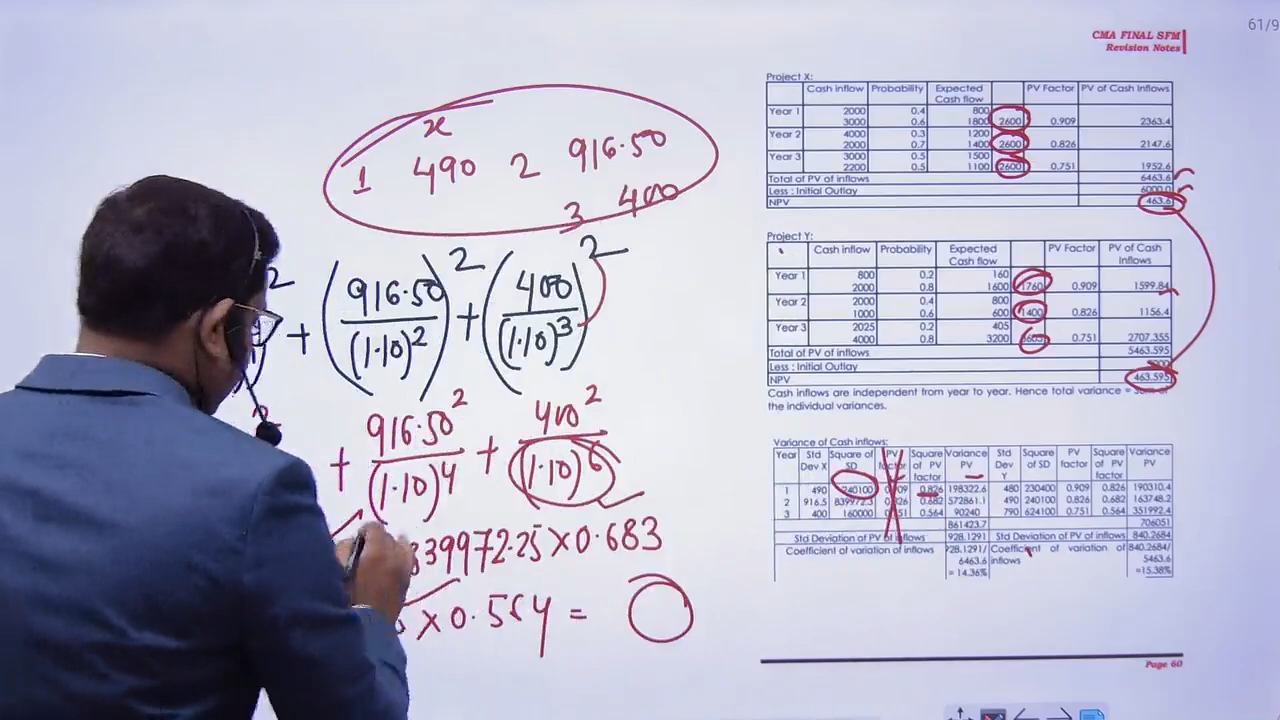 61/9
CMA FINAL SFM
Revision Notes
x
1 490 2 916.50
3 400
2 + (916.50 / (1.10)^2)^2 + (400 / (1.10)^3)^2
+ 916.50^2 / (1.10)^4 + 400^2 / (1.10)^6
839972.25 × 0.683
× 0.564 =
Project X:
Cash inflow Probability Expected Cash flow PV Factor PV of Cash Inflows
Year 1 2000 0.4 800
3000 0.6 1800 2600 0.909 2363.4
Year 2 4000 0.3 1200
2000 0.7 1400 2600 0.826 2147.6
Year 3 3000 0.5 1500
2200 0.5 1100 2600 0.751 1952.6
Total of PV of inflows 6463.6
Less : Initial Outlay 6000.0
NPV 463.6
Project Y:
Cash inflow Probability Expected Cash flow PV Factor PV of Cash Inflows
Year 1 800 0.2 160
2000 0.8 1600 1760 0.909 1599.84
Year 2 2000 0.4 800
1000 0.6 600 1400 0.826 1156.4
Year 3 2025 0.2 405
4000 0.8 3200 0.751 2707.355
Total of PV of inflows 5463.595
Less : Initial Outlay
NPV 463.595
Cash inflows are independent from year to year. Hence total variance =
the individual variances.
Variance of Cash inflows:
Year Std Dev X Square of SD PV factor Square of PV factor Variance PV Std Dev Y Square of SD PV factor Square of PV factor Variance PV
1 490 240100 0.826 198322.6 480 230400 0.909 0.826 190310.4
2 916.5 839972.3 0.682 572861.1 490 240100 0.826 0.682 163748.2
3 400 160000 0.564 90240 790 624100 0.751 0.564 351992.4
861423.7 706051
Std Deviation of PV of inflows 928.1291 Std Deviation of PV of inflows 840.2684
Coefficient of variation of inflows 928.1291/ 6463.6 = 14.36% Coefficient of variation of inflows 840.2684/ 5463.6 =15.38%
Page 60